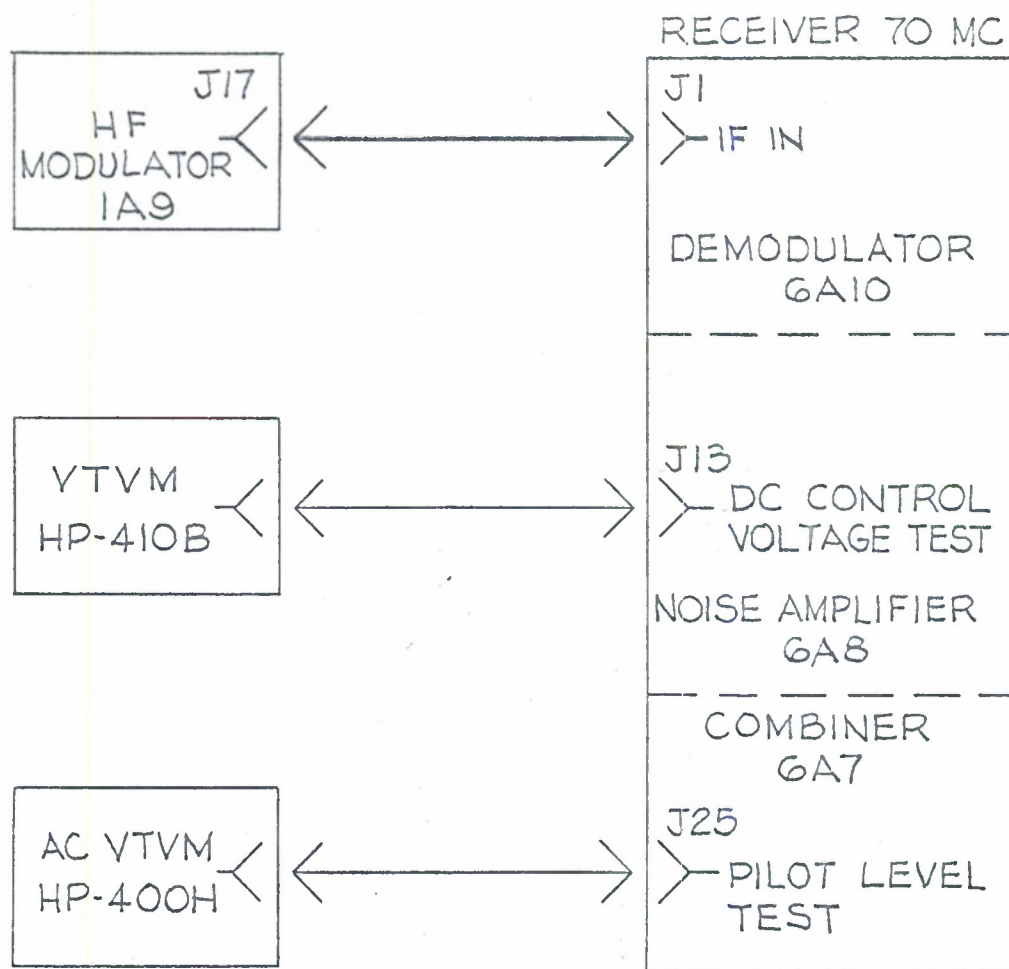 RECEIVER 70 MC
J17
HF
MODULATOR
1A9
J1
IF IN
DEMODULATOR
6A10
VTVM
HP-410B
J13
DC CONTROL
VOLTAGE TEST
NOISE AMPLIFIER
6A8
COMBINER
6A7
AC VTVM
HP-400H
J25
PILOT LEVEL
TEST